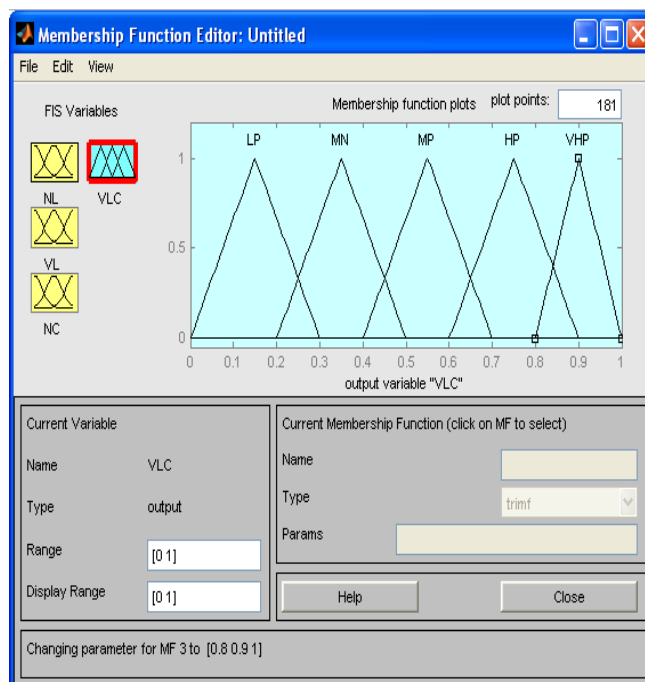 Membership Function Editor: Untitled
File Edit View
FIS Variables
Membership function plots plot points: 181
NL VLC
VL
NC
LP MN MP HP VHP
1
0.5
0
0 0.1 0.2 0.3 0.4 0.5 0.6 0.7 0.8 0.9 1
output variable "VLC"
Current Variable
Name VLC
Type output
Range [0 1]
Display Range [0 1]
Current Membership Function (click on MF to select)
Name
Type trimf
Params
Help Close
Changing parameter for MF 3 to [0.8 0.9 1]